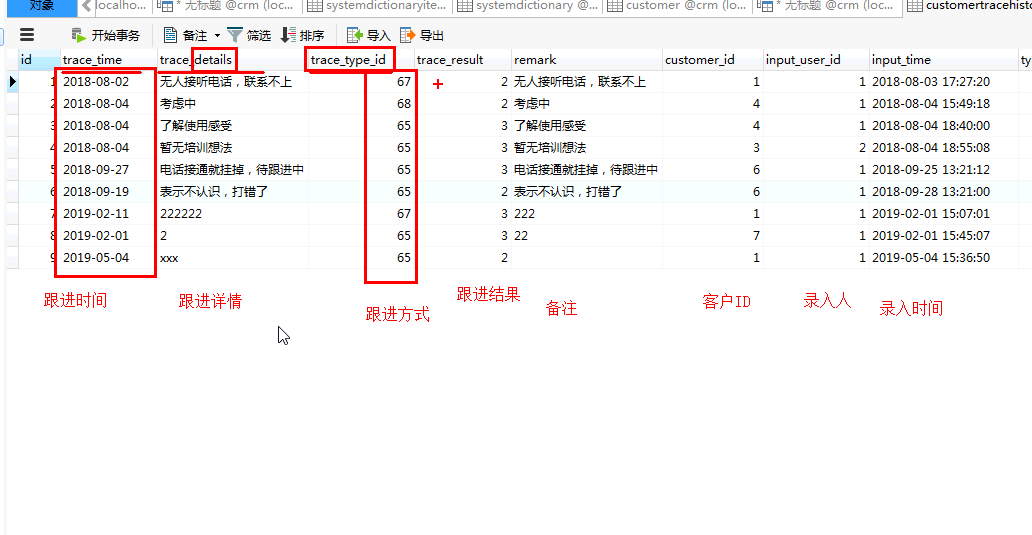 对象 localho... * 无标题 @crm (loc... systemdictionaryite... systemdictionary @... customer @crm (lo... * 无标题 @crm (loc... customertracehisto
开始事务 备注 筛选 排序 导入 导出
id trace_time trace_details trace_type_id trace_result remark customer_id input_user_id input_time ty
1 2018-08-02 无人接听电话，联系不上 67 + 2 无人接听电话，联系不上 1 1 2018-08-03 17:27:20
2 2018-08-04 考虑中 68 2 考虑中 4 1 2018-08-04 15:49:18
3 2018-08-04 了解使用感受 65 3 了解使用感受 4 1 2018-08-04 18:40:00
4 2018-08-04 暂无培训想法 65 3 暂无培训想法 3 2 2018-08-04 18:55:08
5 2018-09-27 电话接通就挂掉，待跟进中 65 3 电话接通就挂掉，待跟进中 6 1 2018-09-25 13:21:12
6 2018-09-19 表示不认识，打错了 65 2 表示不认识，打错了 6 1 2018-09-28 13:21:00
7 2019-02-11 222222 67 3 222 1 1 2019-02-01 15:07:01
8 2019-02-01 2 65 3 22 7 1 2019-02-01 15:45:07
9 2019-05-04 xxx 65 2 1 1 2019-05-04 15:36:50
跟进时间 跟进详情 跟进方式 跟进结果 备注 客户ID 录入人 录入时间